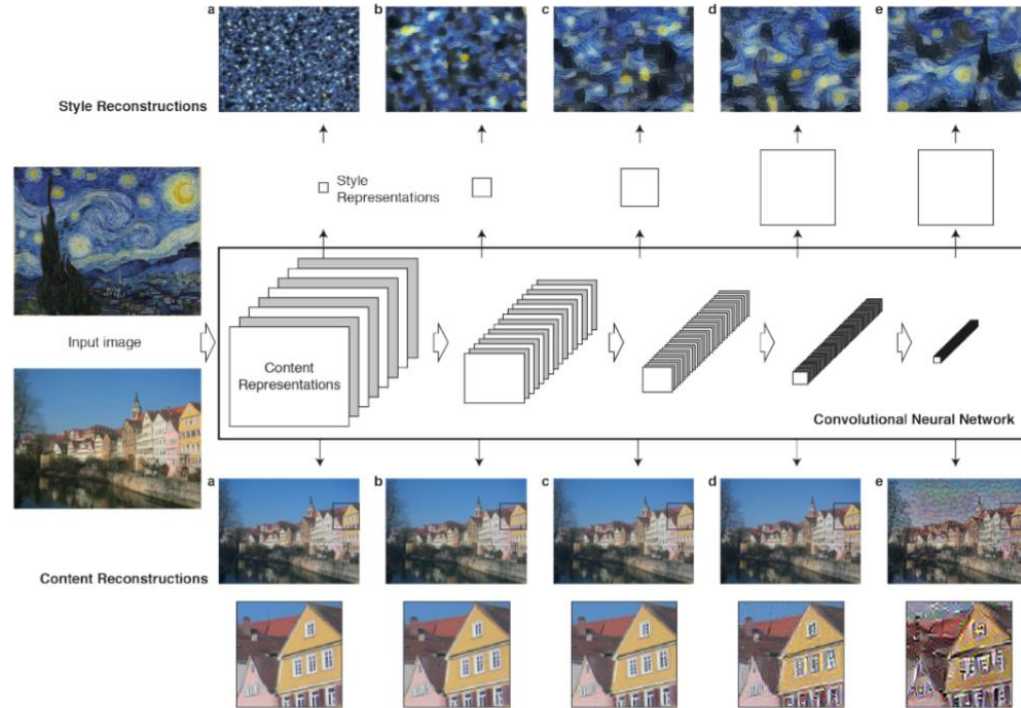 a b c d e
Style Reconstructions
Style
Representations
Input image
Content
Representations
Convolutional Neural Network
a b c d e
Content Reconstructions